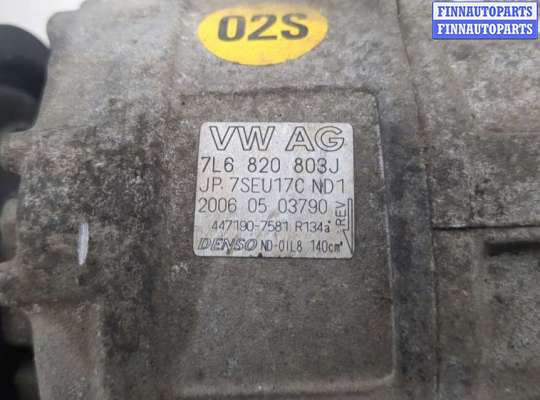 FINNAUTOPARTS
FINNAUTOPARTS
02S
VW AG
7L6 820 803J
JP 7SEU17C ND1
2006 05 03790
REV
447190-7581 R134a
DENSO ND-OIL8 140cm³